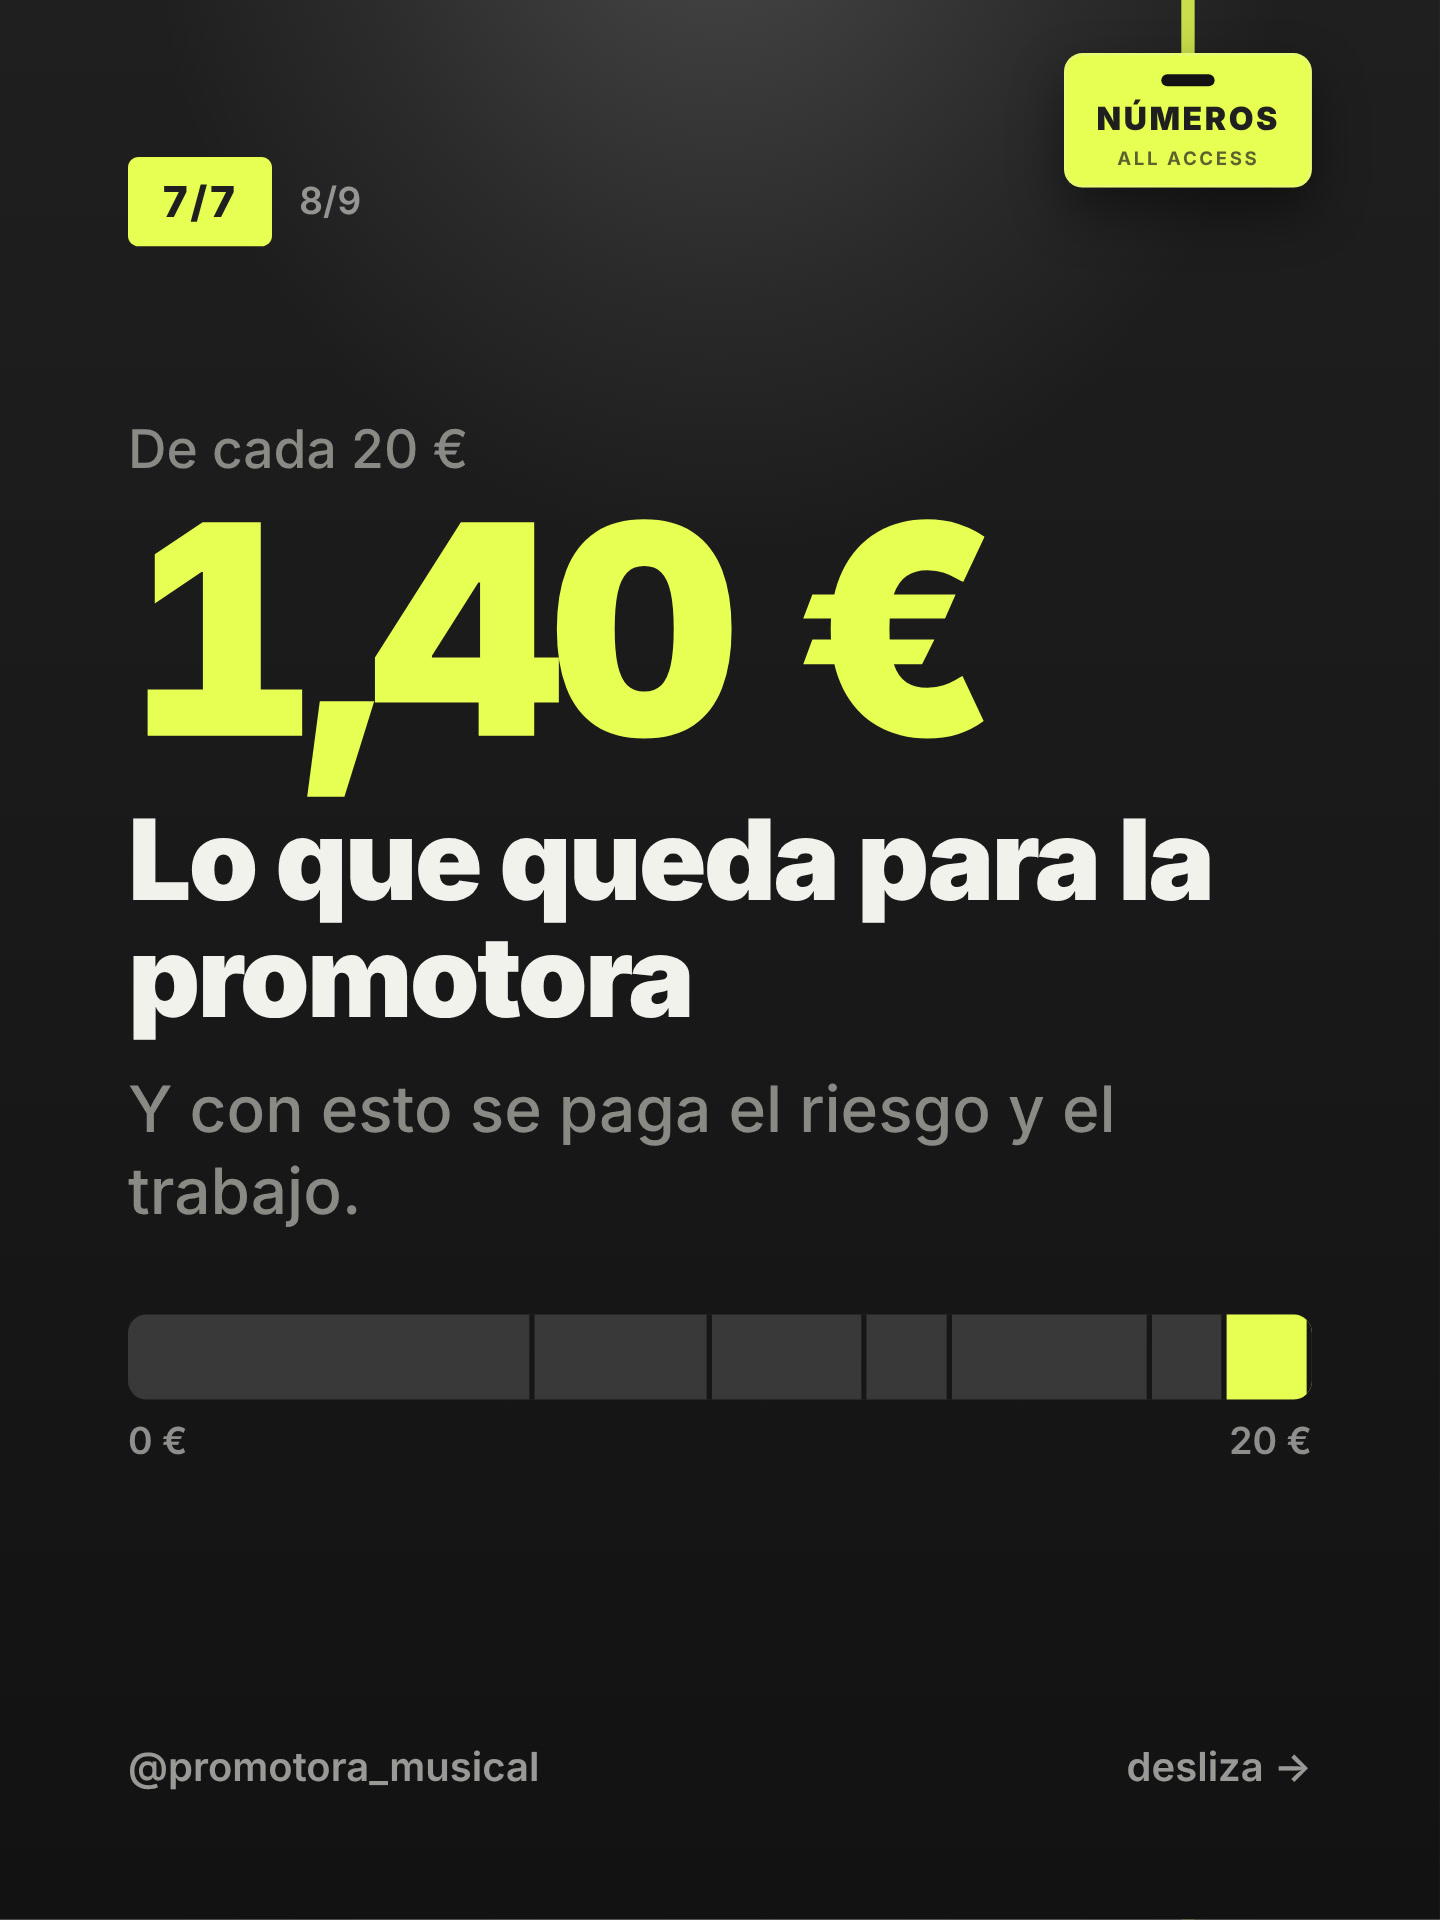 NÚMEROS
ALL ACCESS
7/7 8/9
De cada 20 €
1,40 €
Lo que queda para la
promotora
Y con esto se paga el riesgo y el
trabajo.
0 € 20 €
@promotora_musical desliza →